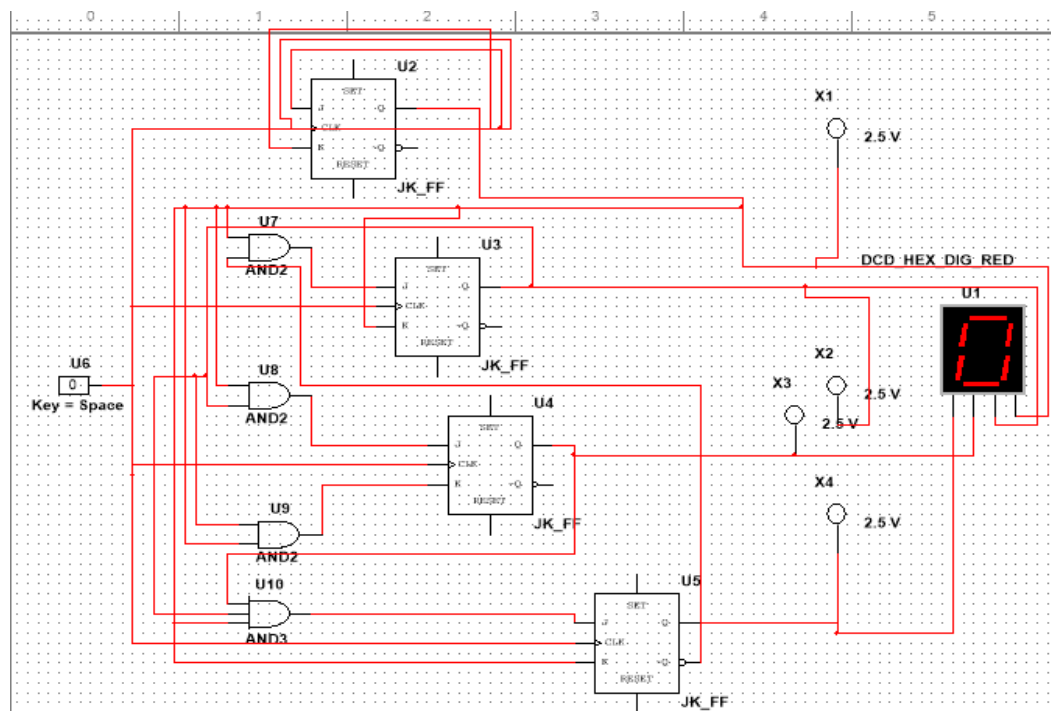 0 1 2 3 4 5
U2
SET
J Q
CLK
K ~Q
RESET
JK_FF
X1
2.5 V
U7
AND2
U3
SET
J Q
CLK
K ~Q
RESET
JK_FF
DCD_HEX_DIG_RED
U1
0
U6
0
Key = Space
U8
AND2
X2
2.5 V
X3
2.5 V
U4
SET
J Q
CLK
K ~Q
RESET
JK_FF
U9
AND2
X4
2.5 V
U10
AND3
U5
SET
J Q
CLK
K ~Q
RESET
JK_FF